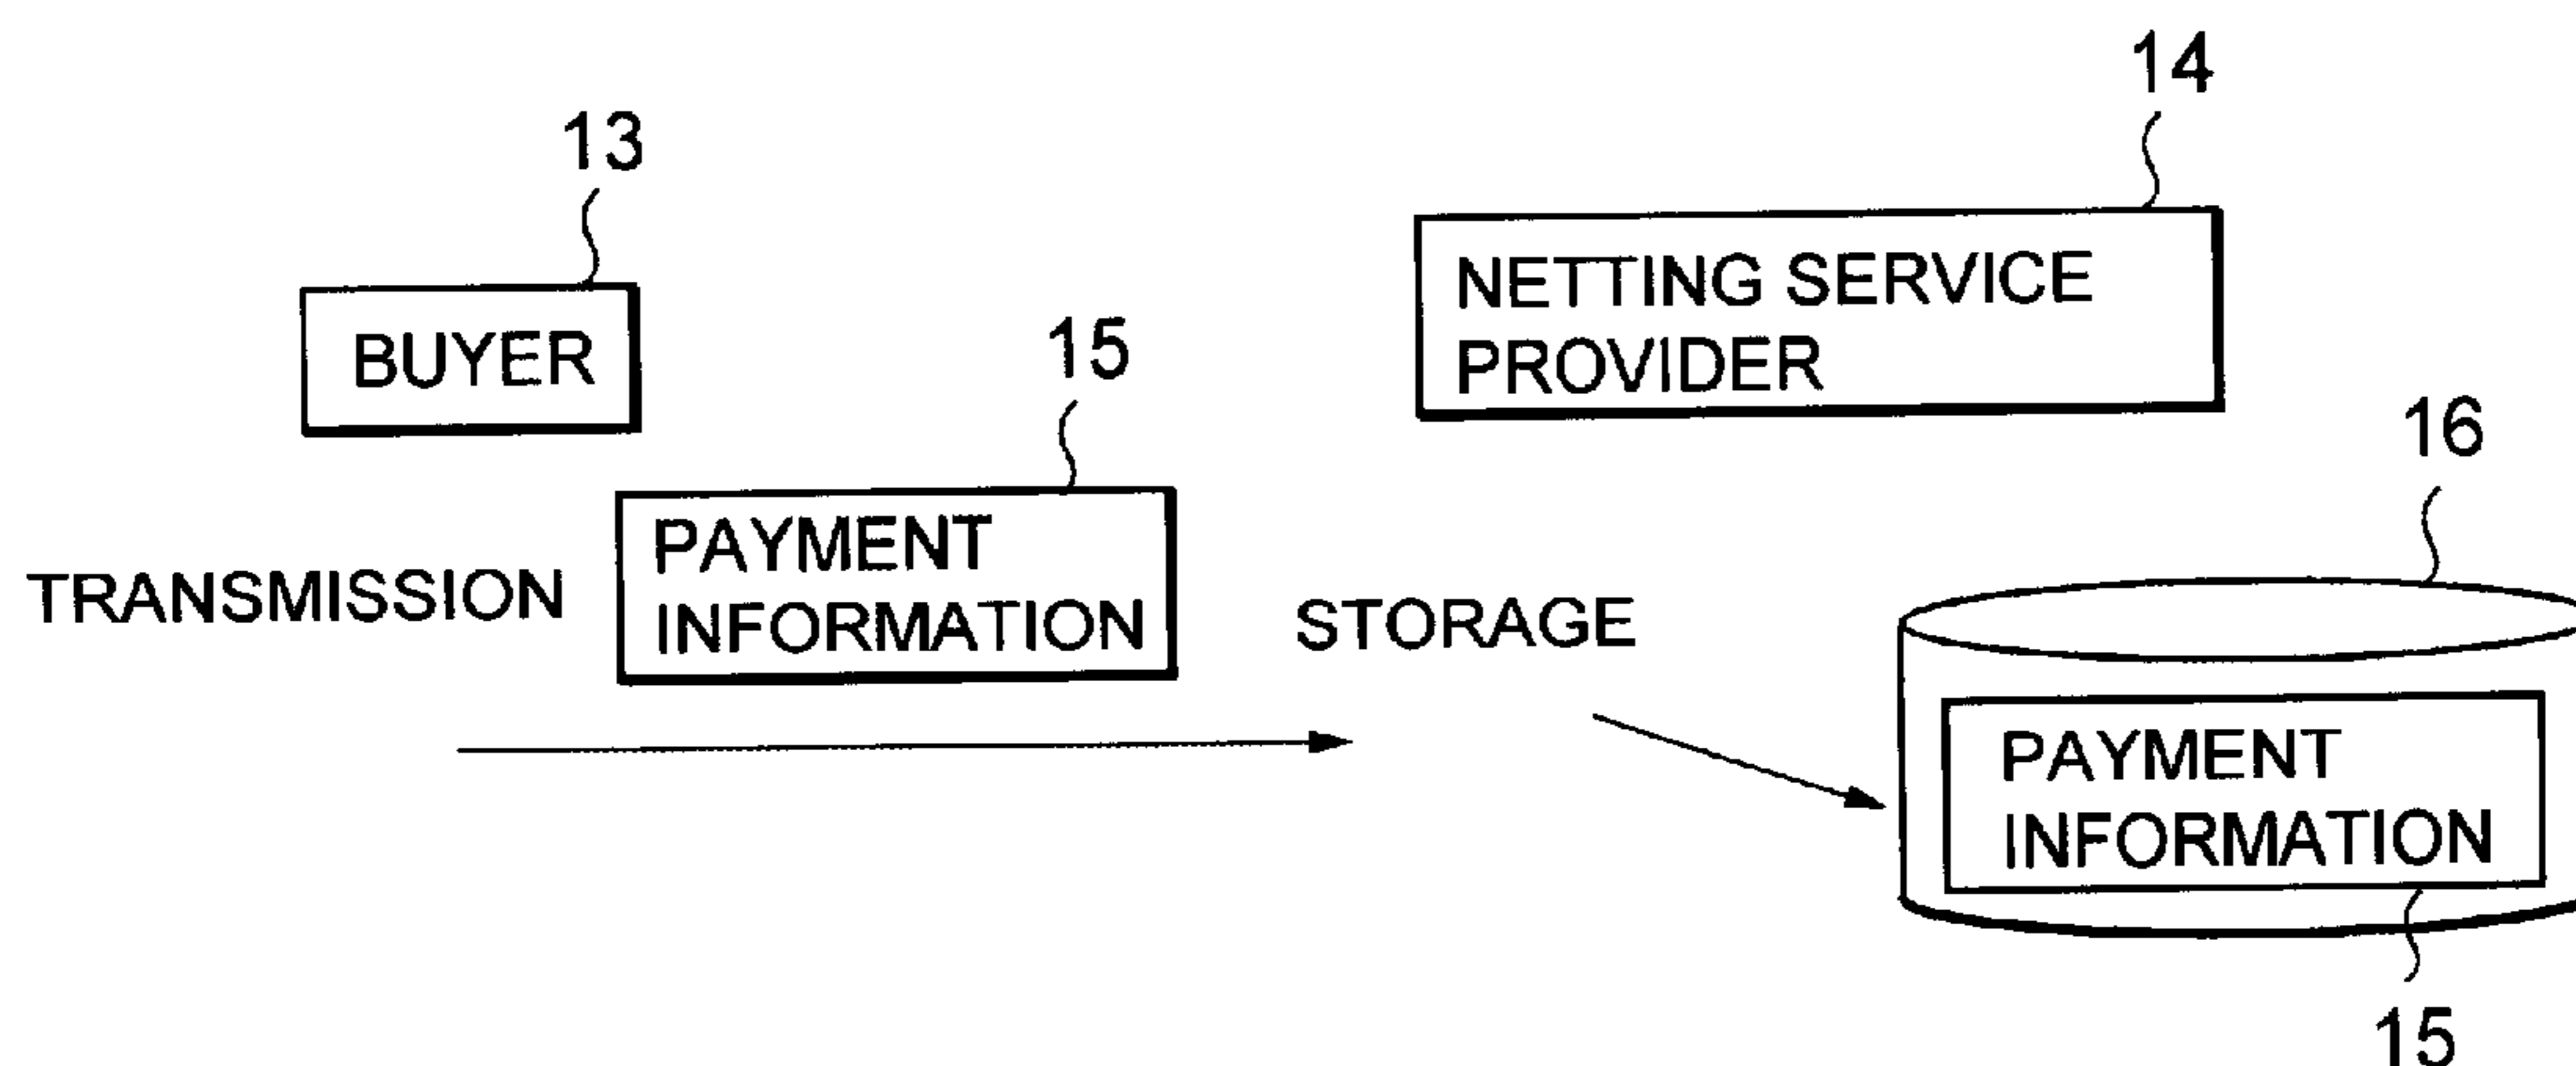 14
13
NETTING SERVICE
PROVIDER
BUYER
15
16
PAYMENT
INFORMATION
TRANSMISSION
STORAGE
PAYMENT
INFORMATION
15